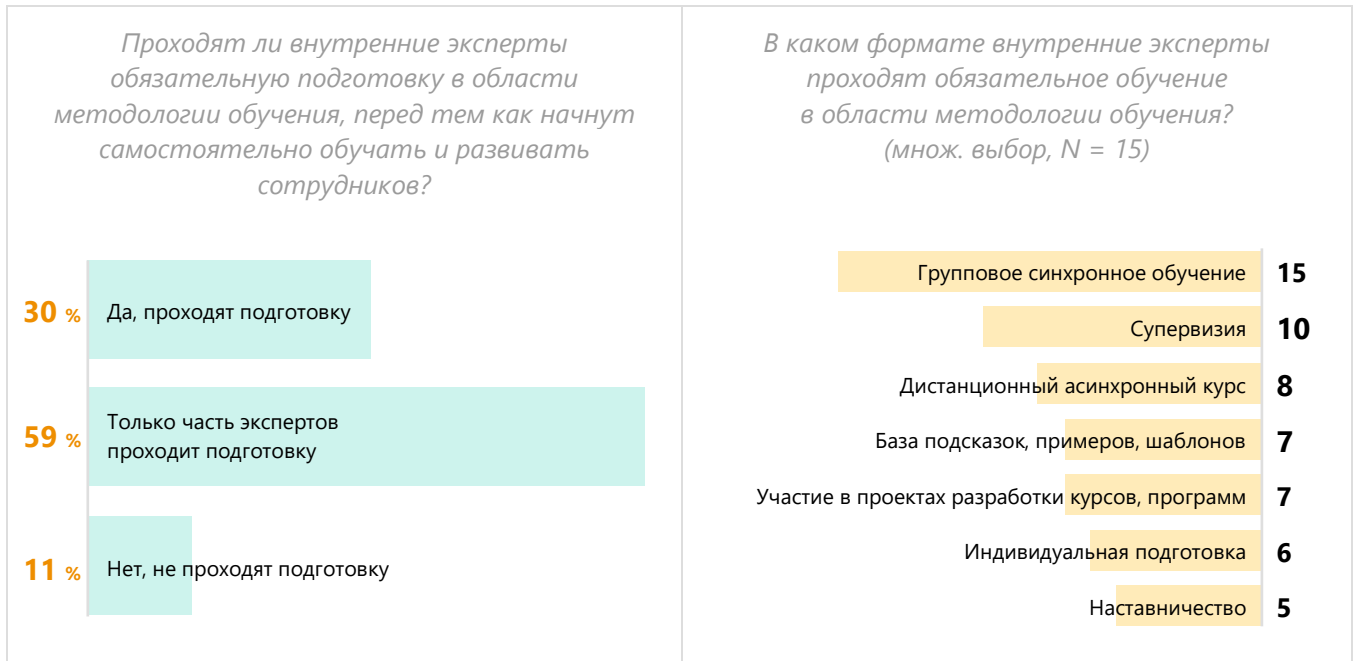 Проходят ли внутренние эксперты
обязательную подготовку в области
методологии обучения, перед тем как начнут
самостоятельно обучать и развивать
сотрудников?
30 % Да, проходят подготовку
59 % Только часть экспертов
проходит подготовку
11 % Нет, не проходят подготовку
В каком формате внутренние эксперты
проходят обязательное обучение
в области методологии обучения?
(множ. выбор, N = 15)
Групповое синхронное обучение 15
Супервизия 10
Дистанционный асинхронный курс 8
База подсказок, примеров, шаблонов 7
Участие в проектах разработки курсов, программ 7
Индивидуальная подготовка 6
Наставничество 5